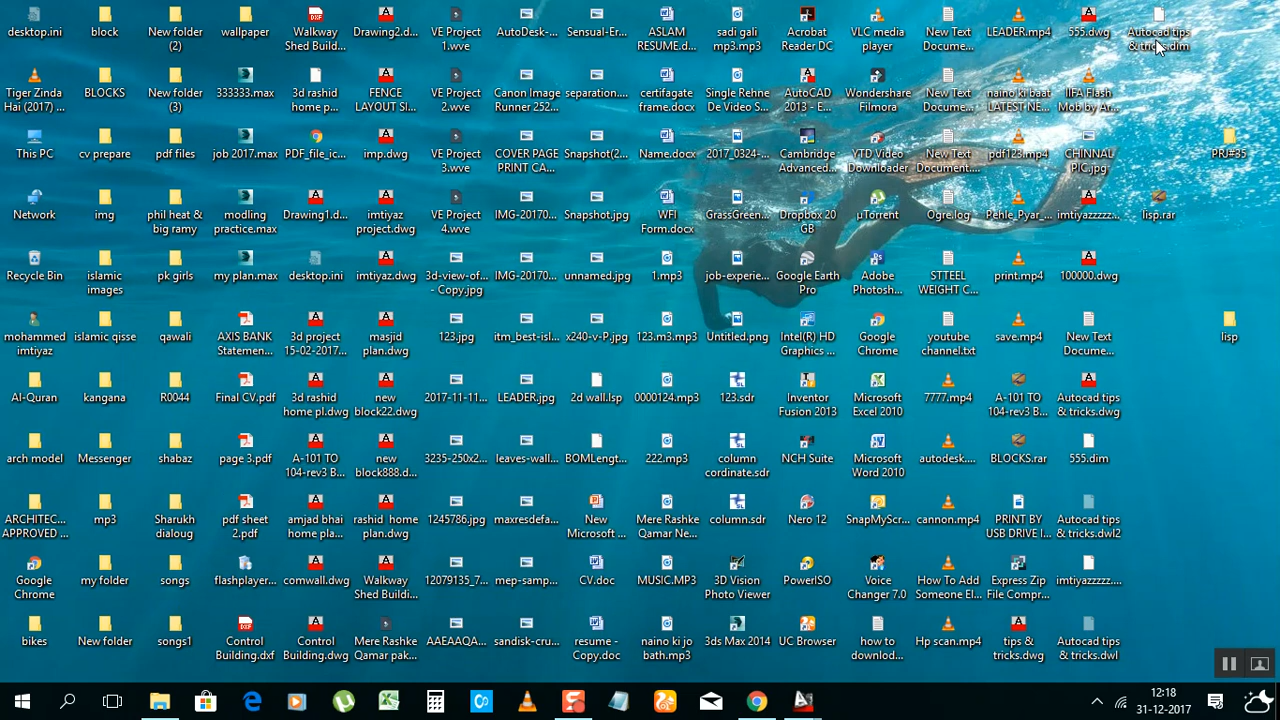 desktop.ini
block
New folder
(2)
wallpaper
Walkway
Shed Build...
Drawing2.d...
VE Project
1.wve
AutoDesk-...
Sensual-Er...
ASLAM
RESUME.d...
sadi gali
mp3.mp3
Acrobat
Reader DC
VLC media
player
New Text
Docume...
LEADER.mp4
555.dwg
Autocad tips
& tricks.dim
Tiger Zinda
Hai (2017) ...
BLOCKS
New folder
(3)
333333.max
3d rashid
home p...
FENCE
LAYOUT SI...
VE Project
2.wve
Canon Image
Runner 252...
separation....
certifagate
frame.docx
Single Rehne
De Video S...
AutoCAD
2013 - E...
Wondershare
Filmora
New Text
Docume...
naino ki baat
LATEST NE...
IIFA Flash
Mob by Ar...
This PC
cv prepare
pdf files
job 2017.max
PDF_file_ic...
imp.dwg
VE Project
3.wve
COVER PAGE
PRINT CA...
Snapshot(2...
Name.docx
2017_0324-...
Cambridge
Advanced...
YTD Video
Downloader
New Text
Document....
pdf123.mp4
CHINNAL
PIC.jpg
PRJ#35
Network
img
phil heat &
big ramy
modling
practice.max
Drawing1.d...
imtiyaz
project.dwg
VE Project
4.wve
IMG-20170...
Snapshot.jpg
WFI
Form.docx
GrassGreen...
Dropbox 20
GB
µTorrent
Ogre.log
Pehle_Pyar_...
imtiyazzzzz...
lisp.rar
Recycle Bin
islamic
images
pk girls
my plan.max
desktop.ini
imtiyaz.dwg
3d-view-of...
- Copy.jpg
IMG-20170...
unnamed.jpg
1.mp3
job-experie...
Google Earth
Pro
Adobe
Photosh...
STTEEL
WEIGHT C...
print.mp4
100000.dwg
mohammed
imtiyaz
islamic qisse
qawali
AXIS BANK
Statemen...
3d project
15-02-2017...
masjid
plan.dwg
123.jpg
itm_best-isl...
x240-v-P.jpg
123.m3.mp3
Untitled.png
Intel(R) HD
Graphics ...
Google
Chrome
youtube
channel.txt
save.mp4
New Text
Docume...
lisp
Al-Quran
kangana
R0044
Final CV.pdf
3d rashid
home pl.dwg
new
block22.dwg
2017-11-11...
LEADER.jpg
2d wall.lsp
0000124.mp3
123.sdr
Inventor
Fusion 2013
Microsoft
Excel 2010
7777.mp4
A-101 TO
104-rev3 B...
Autocad tips
& tricks.dwg
arch model
Messenger
shabaz
page 3.pdf
A-101 TO
104-rev3 B...
new
block888.d...
3235-250x2...
leaves-wall...
BOMLengt...
222.mp3
column
cordinate.sdr
NCH Suite
Microsoft
Word 2010
autodesk....
BLOCKS.rar
555.dim
ARCHITEC...
APPROVED ...
mp3
Sharukh
dialoug
pdf sheet
2.pdf
amjad bhai
home pla...
rashid home
plan.dwg
1245786.jpg
maxresdefa...
New
Microsoft ...
Mere Rashke
Qamar Ne...
column.sdr
Nero 12
SnapMyScr...
cannon.mp4
PRINT BY
USB DRIVE I...
Autocad tips
& tricks.dwl2
Google
Chrome
my folder
songs
flashplayer...
comwall.dwg
Walkway
Shed Buildi...
12079135_7...
mep-samp...
CV.doc
MUSIC.MP3
3D Vision
Photo Viewer
PowerISO
Voice
Changer 7.0
How To Add
Someone El...
Express Zip
File Compr...
imtiyazzzzz....
bikes
New folder
songs1
Control
Building.dxf
Control
Building.dwg
Mere Rashke
Qamar pak...
AAEAAQA...
sandisk-cru...
resume -
Copy.doc
naino ki jo
bath.mp3
3ds Max 2014
UC Browser
how to
downlod...
Hp scan.mp4
tips &
tricks.dwg
Autocad tips
& tricks.dwl
12:18
31-12-2017